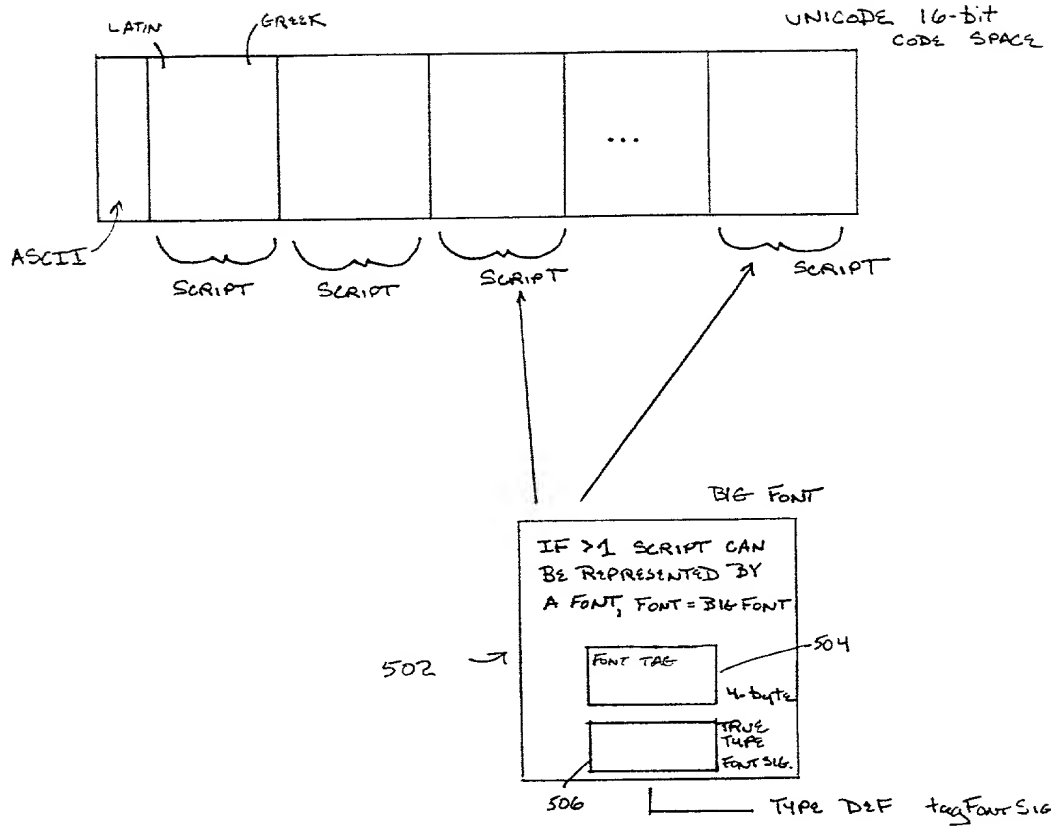 UNICODE 16-bit
CODE SPACE
LATIN
GREEK
...
ASCII
SCRIPT
SCRIPT
SCRIPT
SCRIPT
BIG FONT
IF >1 SCRIPT CAN
BE REPRESENTED BY
A FONT, FONT = BIG FONT
502
FONT TAG
504
4-byte
TRUE
TYPE
FONT SIG.
506
TYPE DEF tagFONTSIG